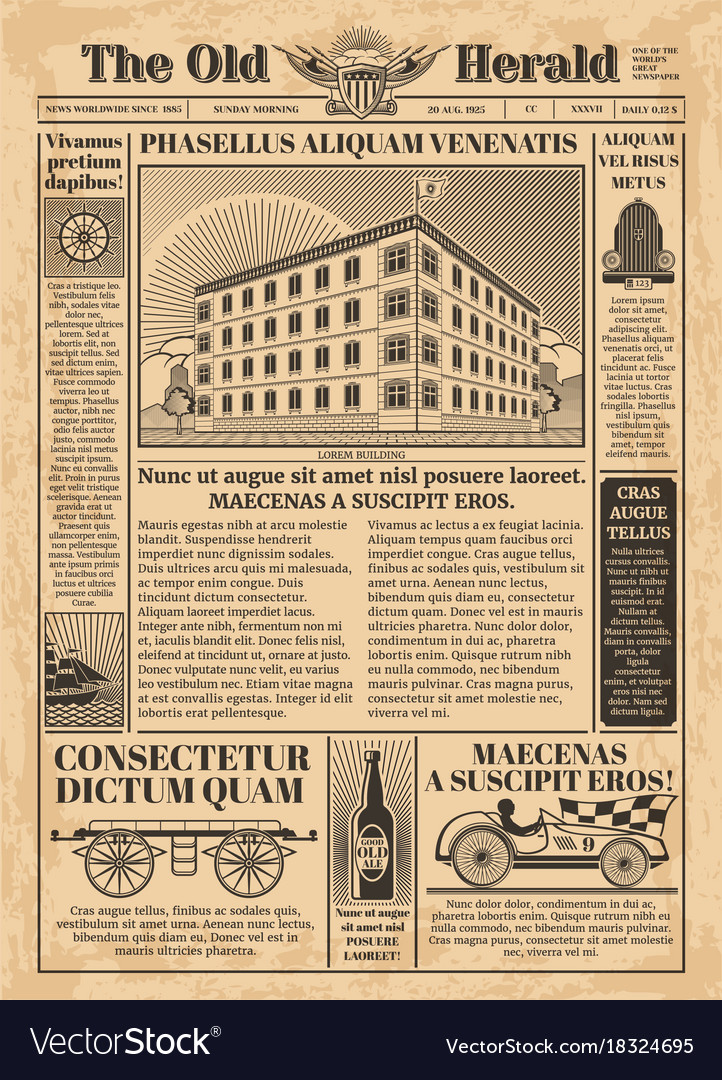 The Old Herald
ONE OF THE
WORLD'S
GREAT
NEWSPAPER
NEWS WORLDWIDE SINCE 1885
SUNDAY MORNING
20 AUG. 1925
CC
XXXVII
DAILY 0,12 $
Vivamus
pretium
dapibus!
Cras a tristique leo.
Vestibulum felis
nibh, sodales vitae
dolor nec,
pellentesque ultrices
lorem. Sed at
lobortis elit, non
suscipit tellus. Sed
sed dictum enim,
vitae ultrices sapien.
Fusce commodo
viverra leo ut
tempus. Phasellus
auctor, nibh nec
congue porttitor,
odio felis auctor
justo, commodo
lacinia nisl metus
suscipit ipsum.
Nunc eu convallis
elit. Proin in purus
eget velit tristique
scelerisque. Aenean
gravida erat ut
auctor tincidunt.
Praesent quis
ullamcorper enim,
non pellentesque
massa. Vestibulum
ante ipsum primis
in faucibus orci
luctus et ultrices
posuere cubilia
Curae.
PHASELLUS ALIQUAM VENENATIS
LOREM BUILDING
Nunc ut augue sit amet nisl posuere laoreet.
MAECENAS A SUSCIPIT EROS.
Mauris egestas nibh at arcu molestie
blandit. Suspendisse hendrerit
imperdiet nunc dignissim sodales.
Duis ultrices arcu quis mi malesuada,
ac tempor enim congue. Duis
tincidunt dictum consectetur.
Aliquam laoreet imperdiet lacus.
Integer ante nibh, fermentum non mi
et, iaculis blandit elit. Donec felis nisl,
eleifend at tincidunt ut, ornare at justo.
Donec vulputate nunc velit, eu varius
leo vestibulum nec. Etiam vitae magna
at est convallis egestas. Integer id elit
lobortis erat pellentesque.
Vivamus ac lectus a ex feugiat lacinia.
Aliquam tempus quam faucibus orci
imperdiet congue. Cras augue tellus,
finibus ac sodales quis, vestibulum sit
amet urna. Aenean nunc lectus,
bibendum quis diam eu, consectetur
dictum quam. Donec vel est in mauris
ultricies pharetra. Nunc dolor dolor,
condimentum in dui ac, pharetra
lobortis enim. Quisque rutrum nibh
eu nulla commodo, nec bibendum
mauris pulvinar. Cras magna purus,
consectetur sit amet molestie nec,
viverra vel mi.
ALIQUAM
VEL RISUS
METUS
123
Lorem ipsum
dolor sit amet,
consectetur
adipiscing elit.
Phasellus aliquam
venenatis orci, ut
placerat felis
tincidunt ac. Fusce
lacinia ut tortor
vitae luctus. Cras
sodales lobortis
fringilla. Phasellus
ipsum,
vestibulum quis
bibendum sit
amet, tempor
eleifend mauris.
CRAS
AUGUE
TELLUS
Nulla ultrices
cursus convallis.
Nunc ut nibh ut
mauris finibus
suscipit. In id
euismod erat.
Nullam at
dictum tellus.
Mauris convallis,
diam in convallis
porta, dolor
ligula
consectetur
enim, et volutpat
eros nisi nec
dolor. Nam sed
dictum ligula.
CONSECTETUR
DICTUM QUAM
Cras augue tellus, finibus ac sodales quis,
vestibulum sit amet urna. Aenean nunc lectus,
bibendum quis diam eu, Donec vel est in
mauris ultricies pharetra.
GOOD
OLD
ALE
Nunc ut augue
sit amet nisl
POSUERE
LAOREET!
MAECENAS
A SUSCIPIT EROS!
9
Nunc dolor dolor, condimentum in dui ac,
pharetra lobortis enim. Quisque rutrum nibh eu
nulla commodo, nec bibendum mauris pulvinar.
Cras magna purus, consectetur sit amet molestie
nec, viverra vel mi.
VectorStock®
VectorStock.com/18324695